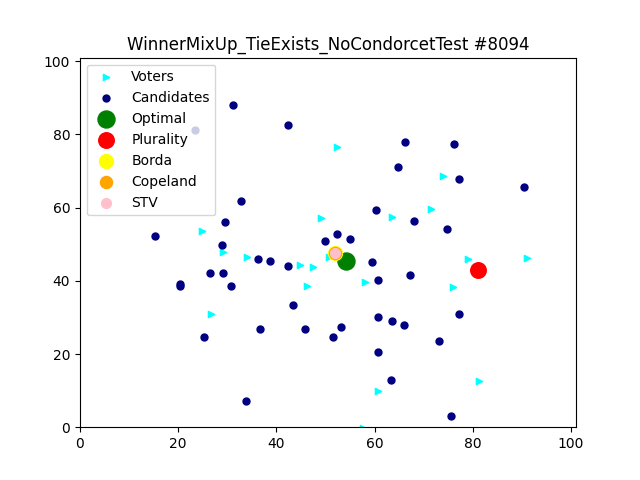 WinnerMixUp_TieExists_NoCondorcetTest #8094
100
80
60
40
20
0
0 20 40 60 80 100
Voters
Candidates
Optimal
Plurality
Borda
Copeland
STV